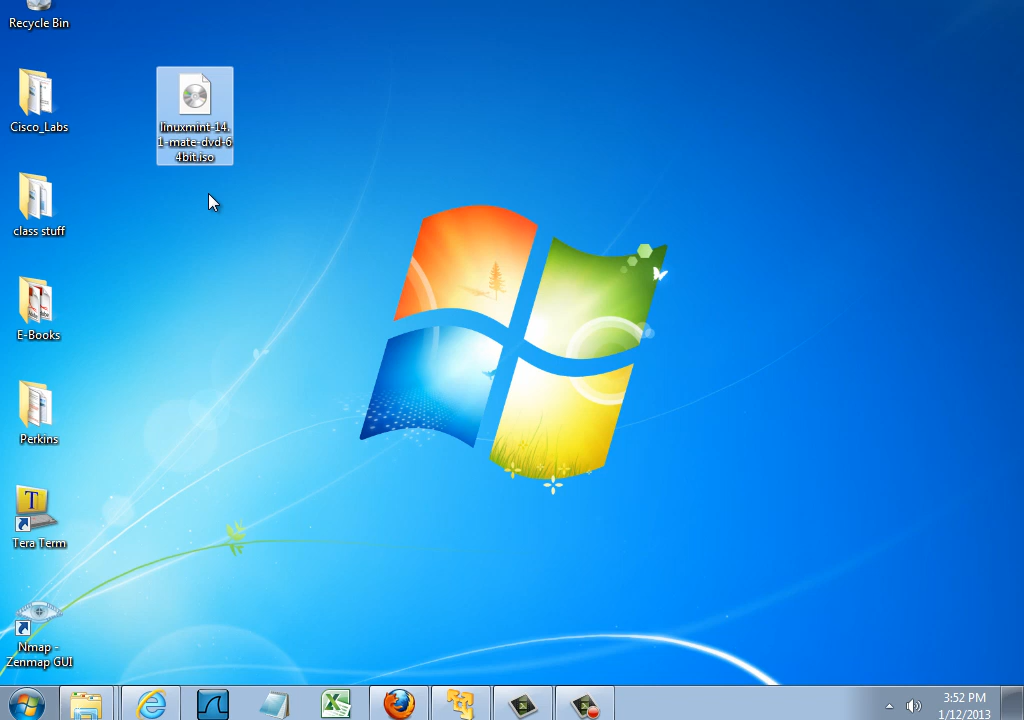 Recycle Bin
Cisco_Labs
linuxmint-14.
1-mate-dvd-6
4bit.iso
class stuff
E-Books
Perkins
T
Tera Term
Nmap -
Zenmap GUI
3:52 PM
1/12/2013